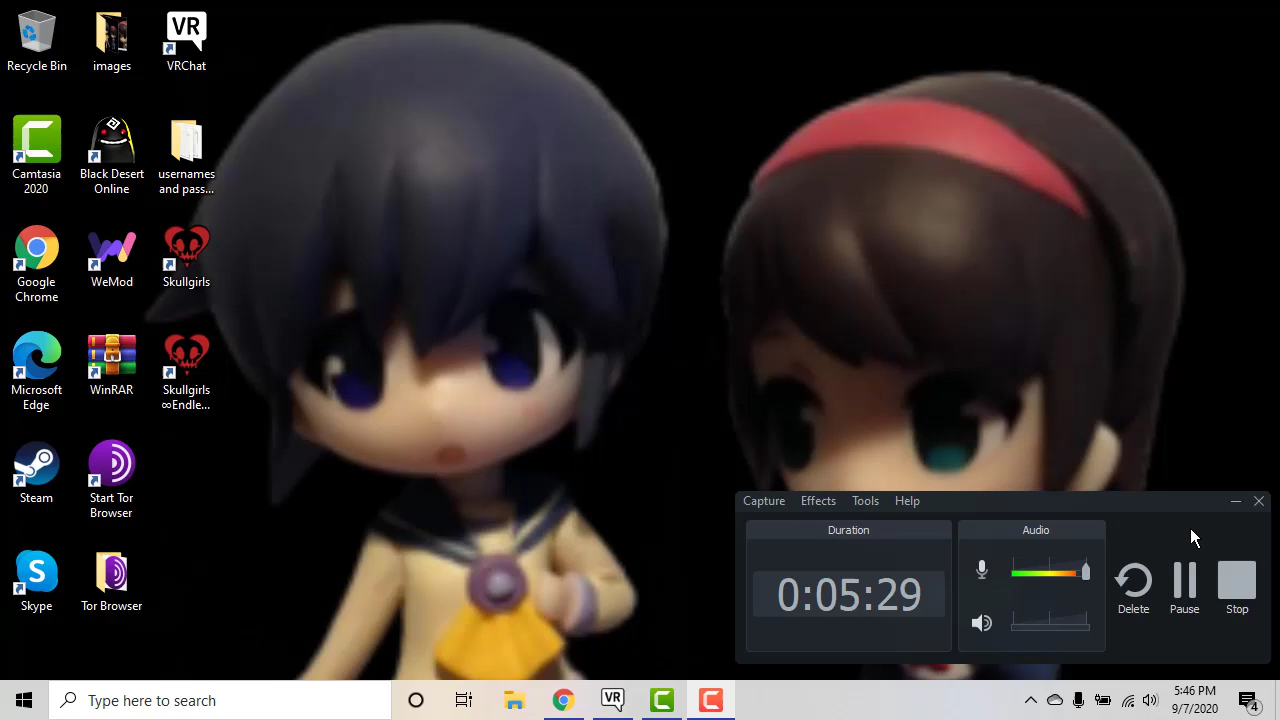 Recycle Bin
images
VR
VRChat
Camtasia
2020
Black Desert
Online
usernames
and pass...
Google
Chrome
WeMod
Skullgirls
Microsoft
Edge
WinRAR
Skullgirls
∞Endle...
Steam
Start Tor
Browser
S
Skype
Tor Browser
Capture Effects Tools Help
Duration
Audio
0:05:29
Delete
Pause
Stop
Type here to search
VR
5:46 PM
9/7/2020
4